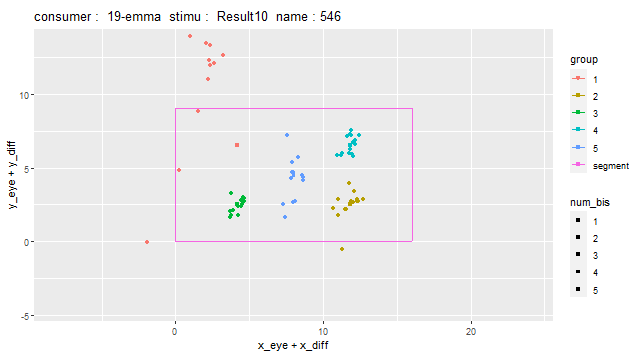 consumer :  19-emma  stimu :  Result10  name : 546
y_eye + y_diff
10
5
0
-5
0
10
20
x_eye + x_diff
group
1
2
3
4
5
segment
num_bis
1
2
3
4
5